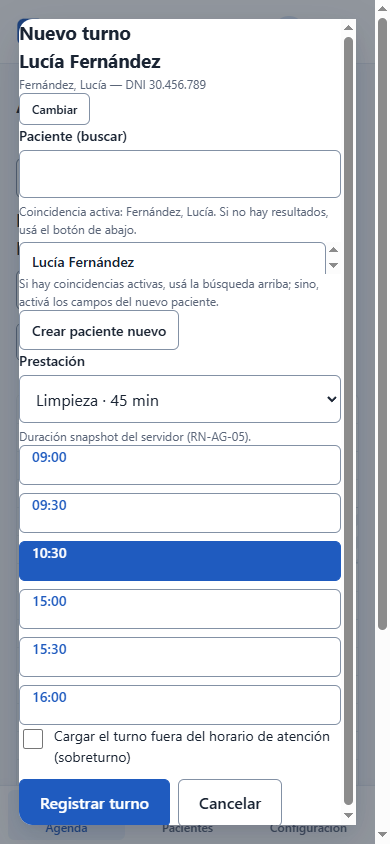 Nuevo turno
Lucía Fernández
Fernández, Lucía — DNI 30.456.789
Cambiar
Paciente (buscar)
Coincidencia activa: Fernández, Lucía. Si no hay resultados,
usá el botón de abajo.
Lucía Fernández
Si hay coincidencias activas, usá la búsqueda arriba; sino,
activá los campos del nuevo paciente.
Crear paciente nuevo
Prestación
Limpieza · 45 min
Duración snapshot del servidor (RN-AG-05).
09:00
09:30
10:30
15:00
15:30
16:00
Cargar el turno fuera del horario de atención
(sobreturno)
Registrar turno
Cancelar
Agenda
Pacientes
Configuración